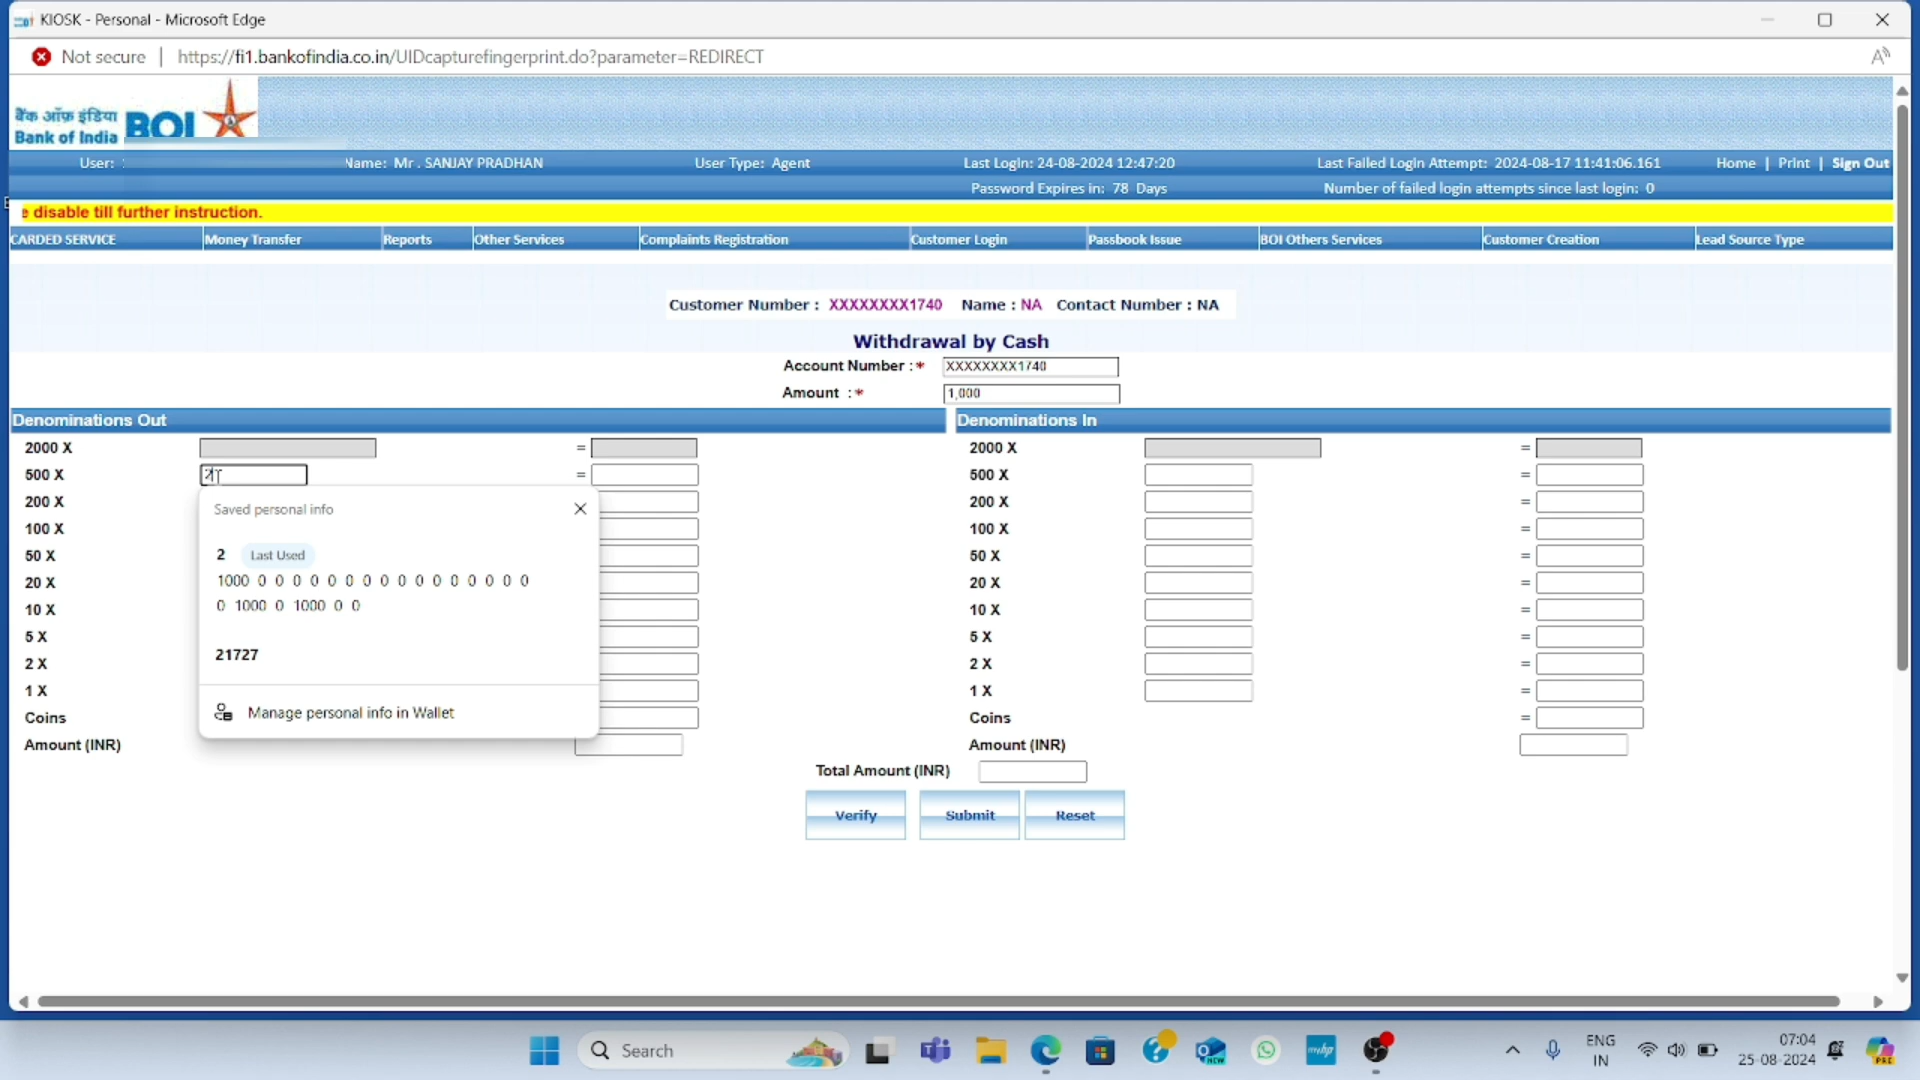 KIOSK - Personal - Microsoft Edge
Not secure | https://fi1.bankofindia.co.in/UIDcapturefingerprint.do?parameter=REDIRECT
बैंक ऑफ़ इंडिया
Bank of India BOI
User: Name: Mr . SANJAY PRADHAN User Type: Agent Last Login: 24-08-2024 12:47:20 Last Failed Login Attempt: 2024-08-17 11:41:06.161 Home | Print | Sign Out
Password Expires in: 78 Days Number of failed login attempts since last login: 0
e disable till further instruction.
CARDED SERVICE Money Transfer Reports Other Services Complaints Registration Customer Login Passbook Issue BOI Others Services Customer Creation Lead Source Type
Customer Number : XXXXXXXX1740 Name : NA Contact Number : NA
Withdrawal by Cash
Account Number :* XXXXXXXX1740
Amount :* 1,000
Denominations Out Denominations In
2000 X = 2000 X =
500 X 2 = 500 X =
200 X 200 X =
100 X 100 X =
50 X 50 X =
20 X 20 X =
10 X 10 X =
5 X 5 X =
2 X 2 X =
1 X 1 X =
Coins Coins =
Amount (INR) Amount (INR)
Saved personal info
2 Last Used
1000 0 0 0 0 0 0 0 0 0 0 0 0 0 0 0 0
0 1000 0 1000 0 0
21727
Manage personal info in Wallet
Total Amount (INR)
Verify Submit Reset
Search
ENG
IN
07:04
25-08-2024